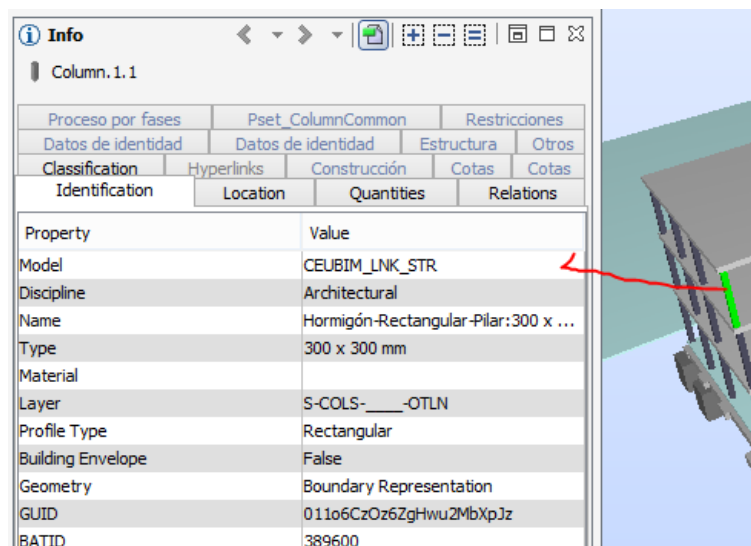 Info
Column.1.1
Proceso por fases Pset_ColumnCommon Restricciones
Datos de identidad Datos de identidad Estructura Otros
Classification Hyperlinks Construcción Cotas Cotas
Identification Location Quantities Relations
Property Value
Model CEUBIM_LNK_STR
Discipline Architectural
Name Hormigón-Rectangular-Pilar:300 x ...
Type 300 x 300 mm
Material
Layer S-COLS-____-OTLN
Profile Type Rectangular
Building Envelope False
Geometry Boundary Representation
GUID 011o6CzOz6ZgHwu2MbXpJz
BATID 389600